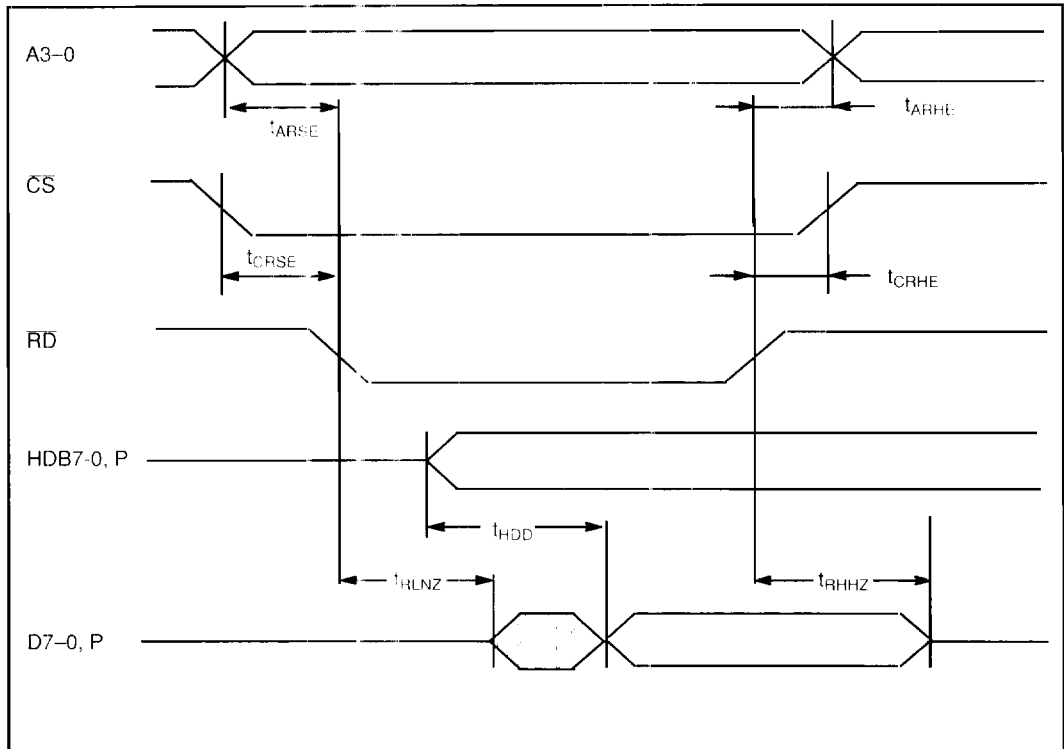 A3–0
tARSE
tARHE
CS
tCRSE
tCRHE
RD
HDB7-0, P
tHDD
tRLNZ
tRHHZ
D7–0, P